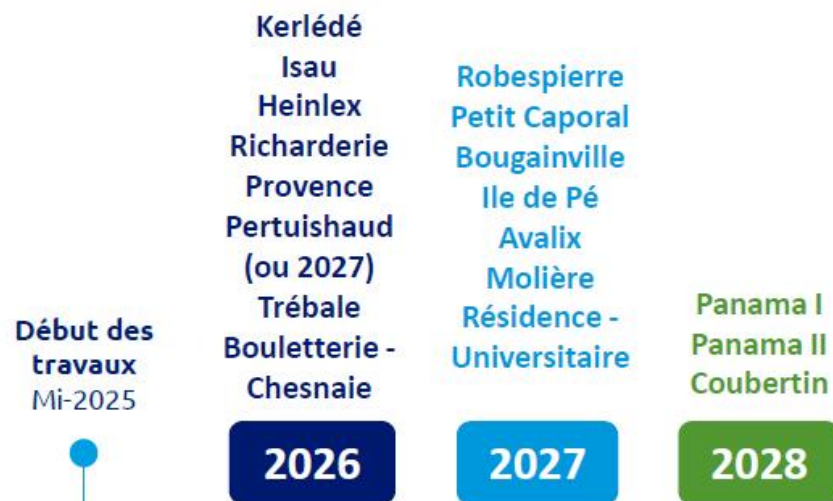 Début des
travaux
Mi-2025
Kerlédé
Isau
Heinlex
Richarderie
Provence
Pertuishaud
(ou 2027)
Trébale
Bouletterie -
Chesnaie
2026
Robespierre
Petit Caporal
Bougainville
Ile de Pé
Avalix
Molière
Résidence -
Universitaire
2027
Panama I
Panama II
Coubertin
2028